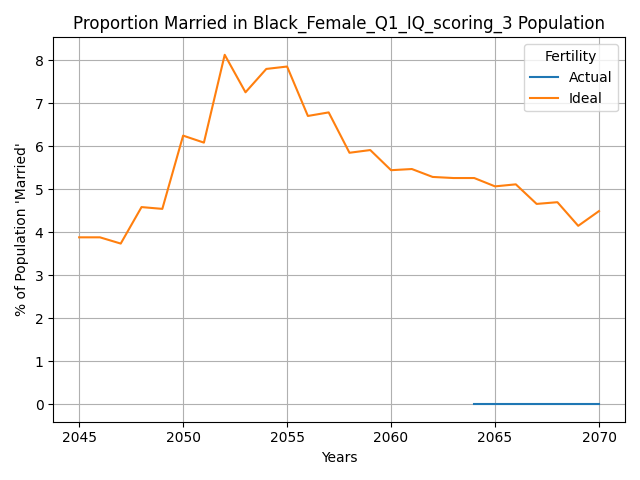 Proportion Married in Black_Female_Q1_IQ_scoring_3 Population
Fertility
Actual
Ideal
% of Population 'Married'
8
7
6
5
4
3
2
1
0
2045
2050
2055
2060
2065
2070
Years